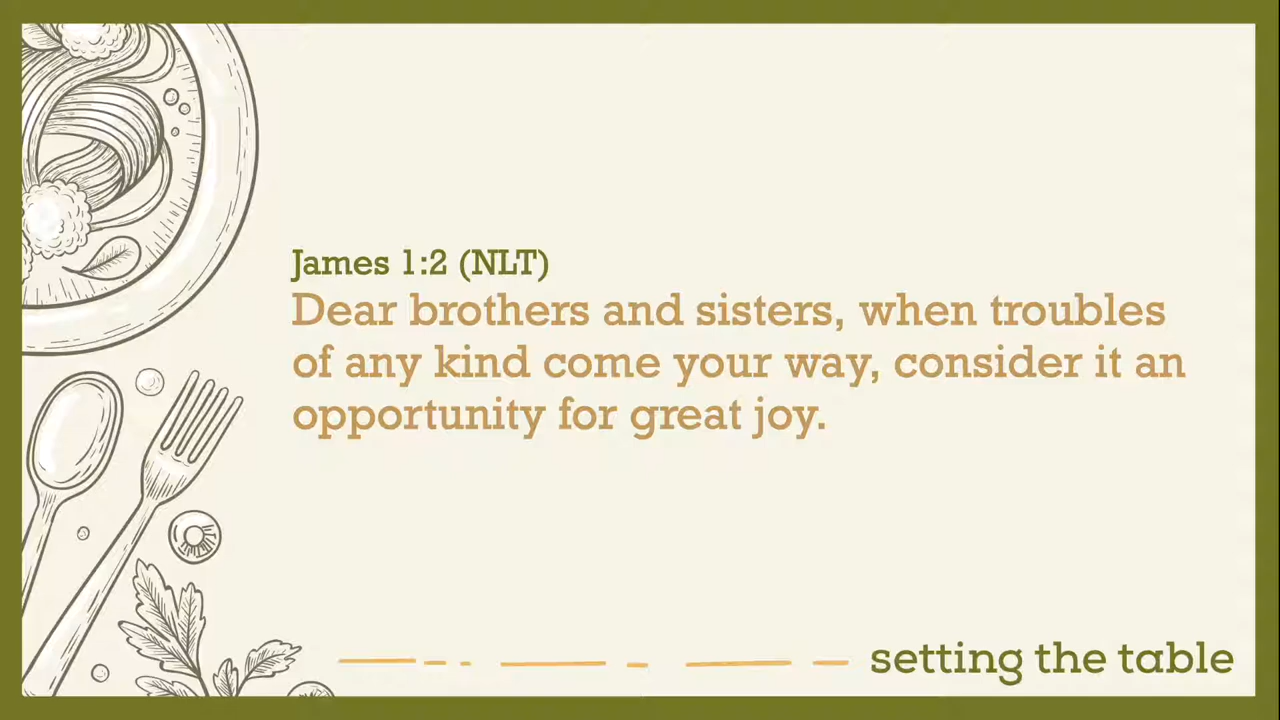 James 1:2 (NLT)
Dear brothers and sisters, when troubles
of any kind come your way, consider it an
opportunity for great joy.
setting the table